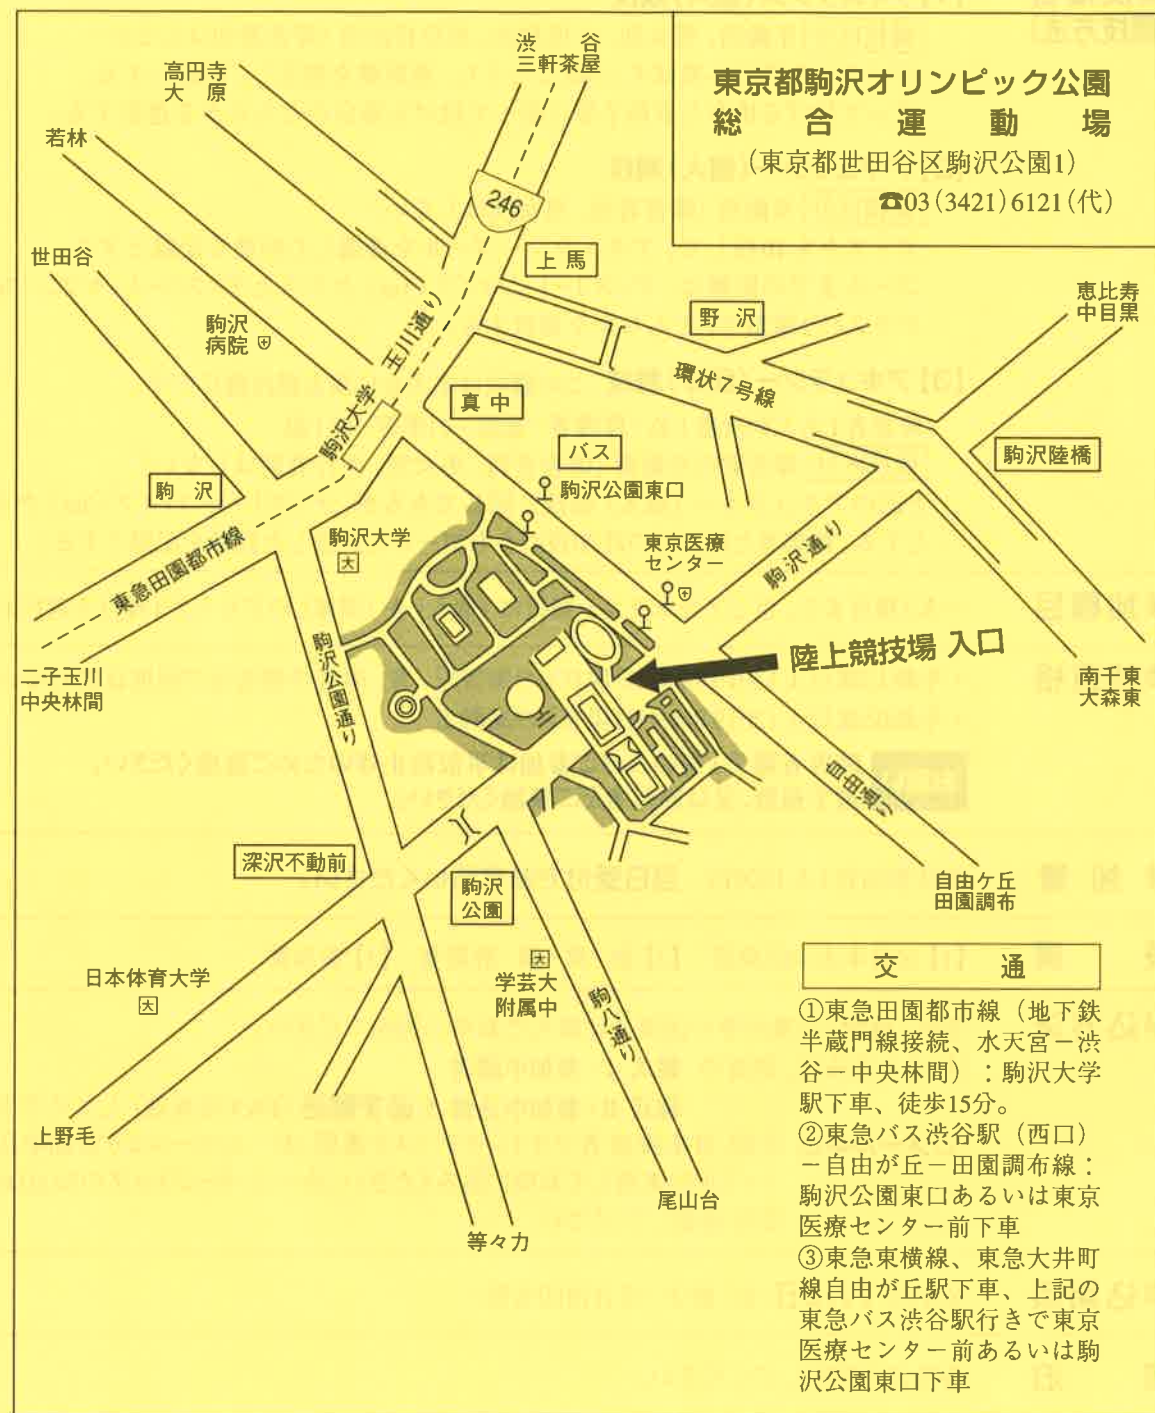 東京都駒沢オリンピック公園
総合運動場
(東京都世田谷区駒沢公園1)
☎03(3421)6121(代)
渋谷
三軒茶屋
高円寺
大原
若林
世田谷
246
上馬
野沢
恵比寿
中目黒
駒沢
病院
玉川通り
環状7号線
真中
駒沢大学
バス
駒沢陸橋
駒沢
駒沢公園東口
駒沢大学
大
東京医療
センター
駒沢通り
東急田園都市線
駒沢公園通り
陸上競技場 入口
二子玉川
中央林間
南千東
大森東
自由通り
深沢不動前
駒沢
公園
自由ケ丘
田園調布
日本体育大学
大
大
学芸大
附属中
駒八通り
上野毛
尾山台
等々力
交通
①東急田園都市線（地下鉄
半蔵門線接続、水天宮－渋
谷－中央林間）：駒沢大学
駅下車、徒歩15分。
②東急バス渋谷駅（西口）
－自由が丘－田園調布線：
駒沢公園東口あるいは東京
医療センター前下車
③東急東横線、東急大井町
線自由が丘駅下車、上記の
東急バス渋谷駅行きで東京
医療センター前あるいは駒
沢公園東口下車